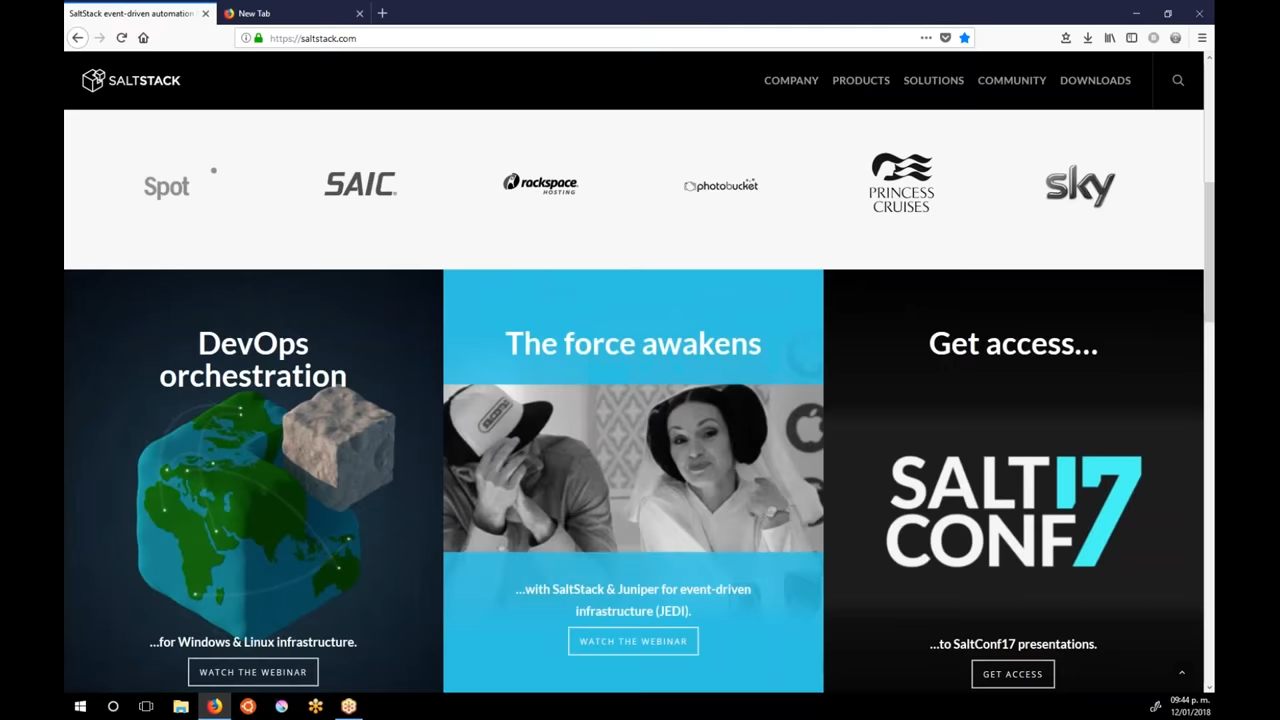 SaltStack event-driven automation
New Tab
https://saltstack.com
SALTSTACK
COMPANY PRODUCTS SOLUTIONS COMMUNITY DOWNLOADS
Spot
SAIC
rackspace
HOSTING
photobucket
PRINCESS
CRUISES
sky
DevOps
orchestration
...for Windows & Linux infrastructure.
WATCH THE WEBINAR
The force awakens
...with SaltStack & Juniper for event-driven
infrastructure (JEDI).
WATCH THE WEBINAR
Get access...
SALT17
CONF
...to SaltConf17 presentations.
GET ACCESS
09:44 p. m.
12/01/2018